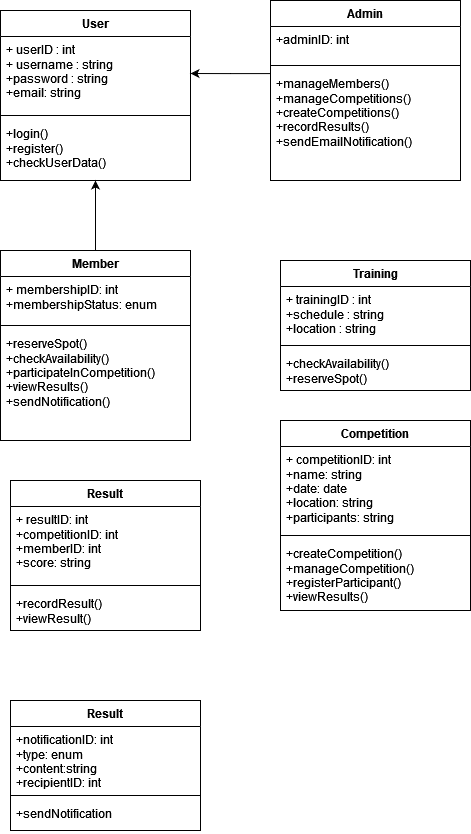 User
+ userID : int
+ username : string
+password : string
+email: string
+login()
+register()
+checkUserData()
Admin
+adminID: int
+manageMembers()
+manageCompetitions()
+createCompetitions()
+recordResults()
+sendEmailNotification()
Member
+ membershipID: int
+membershipStatus: enum
+reserveSpot()
+checkAvailability()
+participateInCompetition()
+viewResults()
+sendNotification()
Training
+ trainingID : int
+schedule : string
+location : string
+checkAvailability()
+reserveSpot()
Competition
+ competitionID: int
+name: string
+date: date
+location: string
+participants: string
+createCompetition()
+manageCompetition()
+registerParticipant()
+viewResults()
Result
+ resultID: int
+competitionID: int
+memberID: int
+score: string
+recordResult()
+viewResult()
Result
+notificationID: int
+type: enum
+content:string
+recipientID: int
+sendNotification